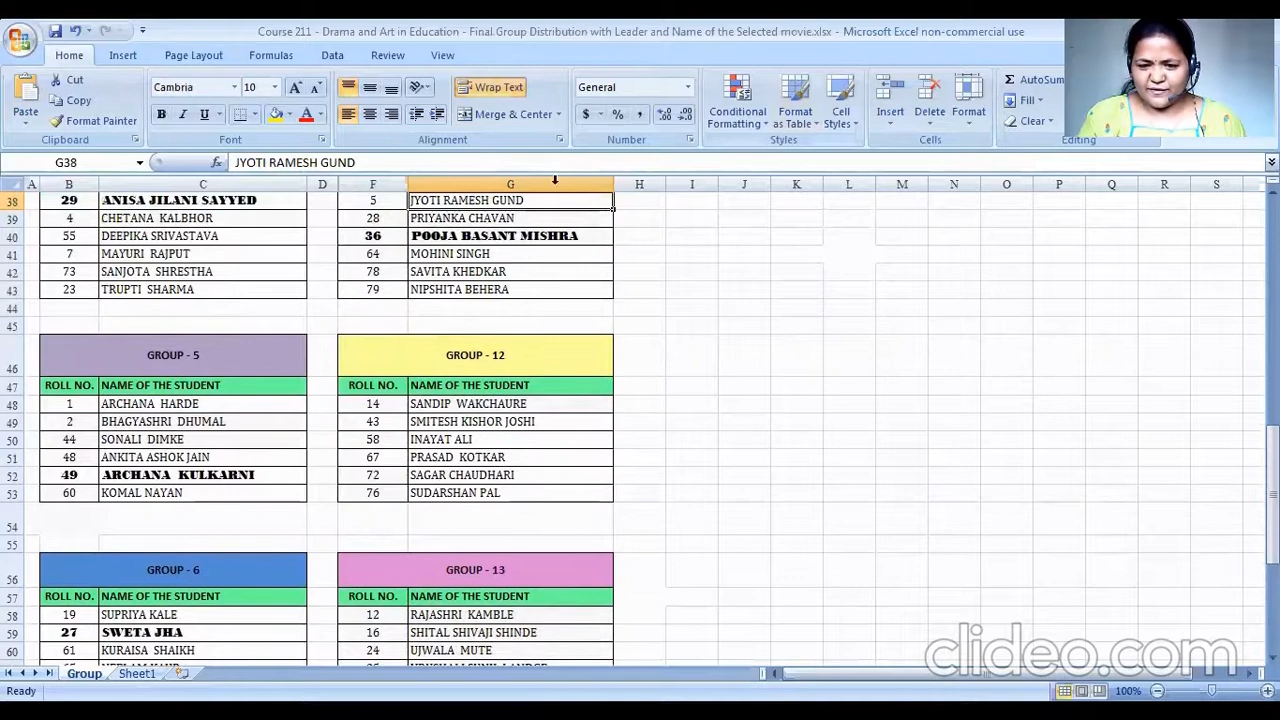 Course 211 - Drama and Art in Education - Final Group Distribution with Leader and Name of the Selected movie.xlsx - Microsoft Excel non-commercial use
Home Insert Page Layout Formulas Data Review View
Paste Cut Copy Format Painter Clipboard
Cambria 10 B I U A Font
Wrap Text Merge & Center Alignment
General $ % , Number
Conditional Formatting Format as Table Cell Styles Styles
Insert Delete Format Cells
AutoSum Fill Clear Editing
G38 fx JYOTI RAMESH GUND
A B C D F G H I J K L M N O P Q R S
38 29 ANISA JILANI SAYYED 5 JYOTI RAMESH GUND
39 4 CHETANA KALBHOR 28 PRIYANKA CHAVAN
40 55 DEEPIKA SRIVASTAVA 36 POOJA BASANT MISHRA
41 7 MAYURI RAJPUT 64 MOHINI SINGH
42 73 SANJOTA SHRESTHA 78 SAVITA KHEDKAR
43 23 TRUPTI SHARMA 79 NIPSHITA BEHERA
44
45
46 GROUP - 5 GROUP - 12
47 ROLL NO. NAME OF THE STUDENT ROLL NO. NAME OF THE STUDENT
48 1 ARCHANA HARDE 14 SANDIP WAKCHAURE
49 2 BHAGYASHRI DHUMAL 43 SMITESH KISHOR JOSHI
50 44 SONALI DIMKE 58 INAYAT ALI
51 48 ANKITA ASHOK JAIN 67 PRASAD KOTKAR
52 49 ARCHANA KULKARNI 72 SAGAR CHAUDHARI
53 60 KOMAL NAYAN 76 SUDARSHAN PAL
54
55
56 GROUP - 6 GROUP - 13
57 ROLL NO. NAME OF THE STUDENT ROLL NO. NAME OF THE STUDENT
58 19 SUPRIYA KALE 12 RAJASHRI KAMBLE
59 27 SWETA JHA 16 SHITAL SHIVAJI SHINDE
60 61 KURAISA SHAIKH 24 UJWALA MUTE
clideo.com
Group Sheet1
Ready 100%